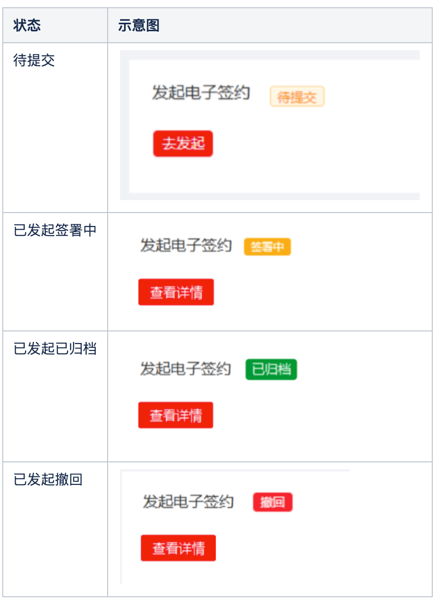 状态 示意图
待提交
发起电子签约 待提交
去发起
已发起签署中
发起电子签约 签署中
查看详情
已发起已归档
发起电子签约 已归档
查看详情
已发起撤回
发起电子签约 撤回
查看详情